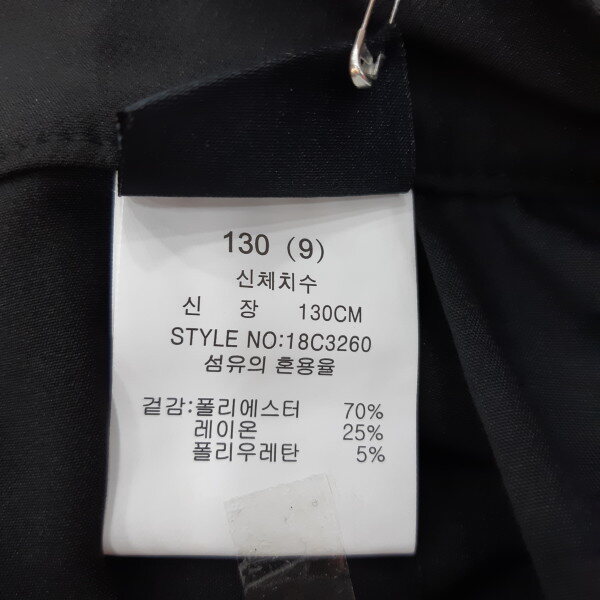 130 (9)
신체치수
신 장 130CM
STYLE NO:18C3260
섬유의 혼용율
겉감:폴리에스터 70%
레이온 25%
폴리우레탄 5%